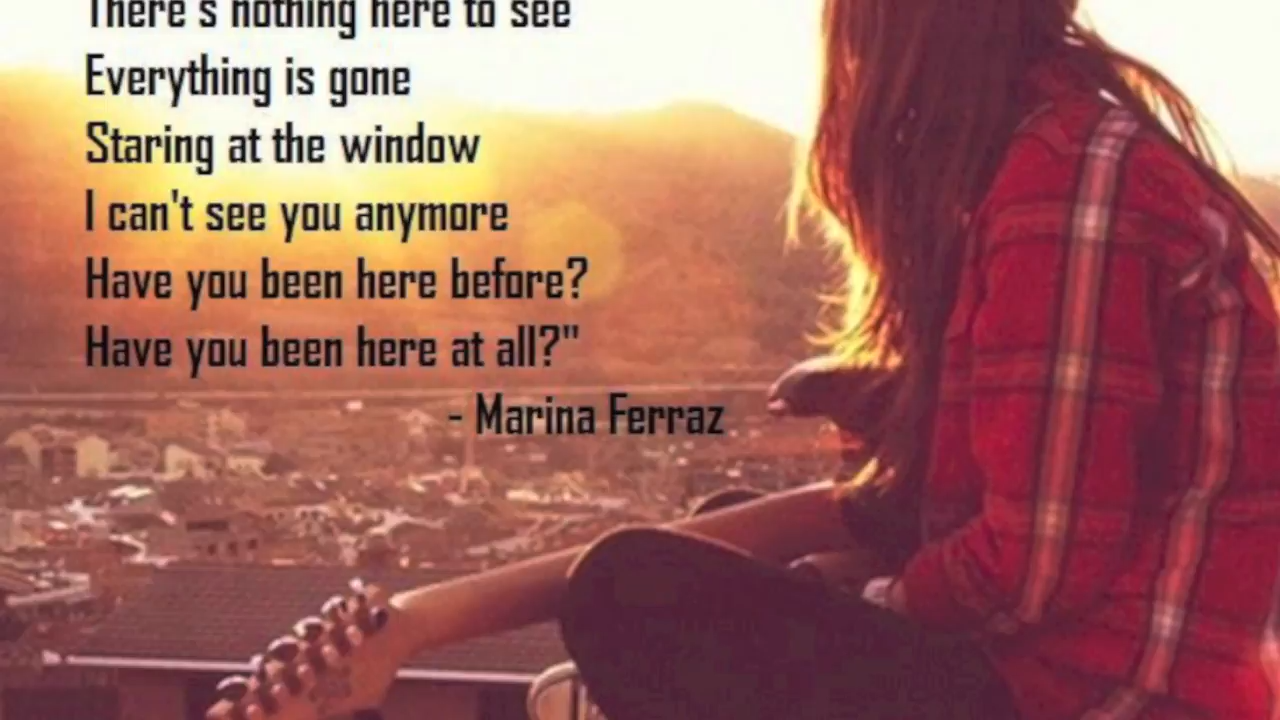 There's nothing here to see
Everything is gone
Staring at the window
I can't see you anymore
Have you been here before?
Have you been here at all?"
- Marina Ferraz